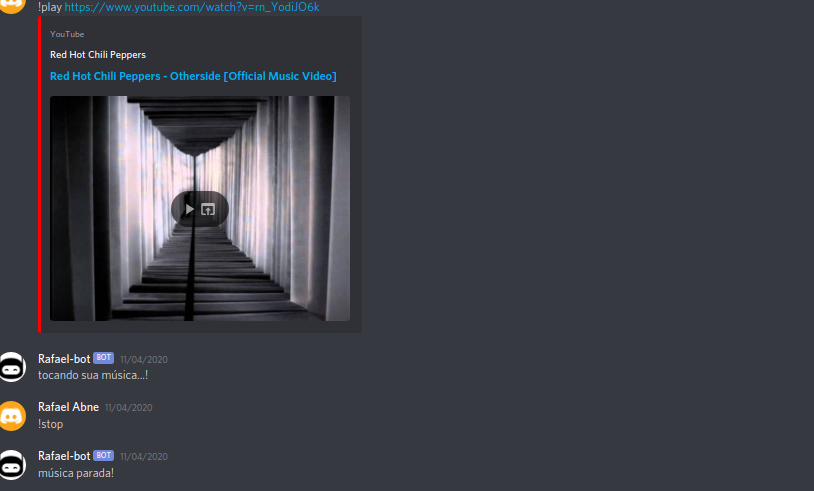 !play https://www.youtube.com/watch?v=rn_YodiJO6k
YouTube
Red Hot Chili Peppers
Red Hot Chili Peppers - Otherside [Official Music Video]
Rafael-bot BOT 11/04/2020
tocando sua música...!
Rafael Abne 11/04/2020
!stop
Rafael-bot BOT 11/04/2020
música parada!